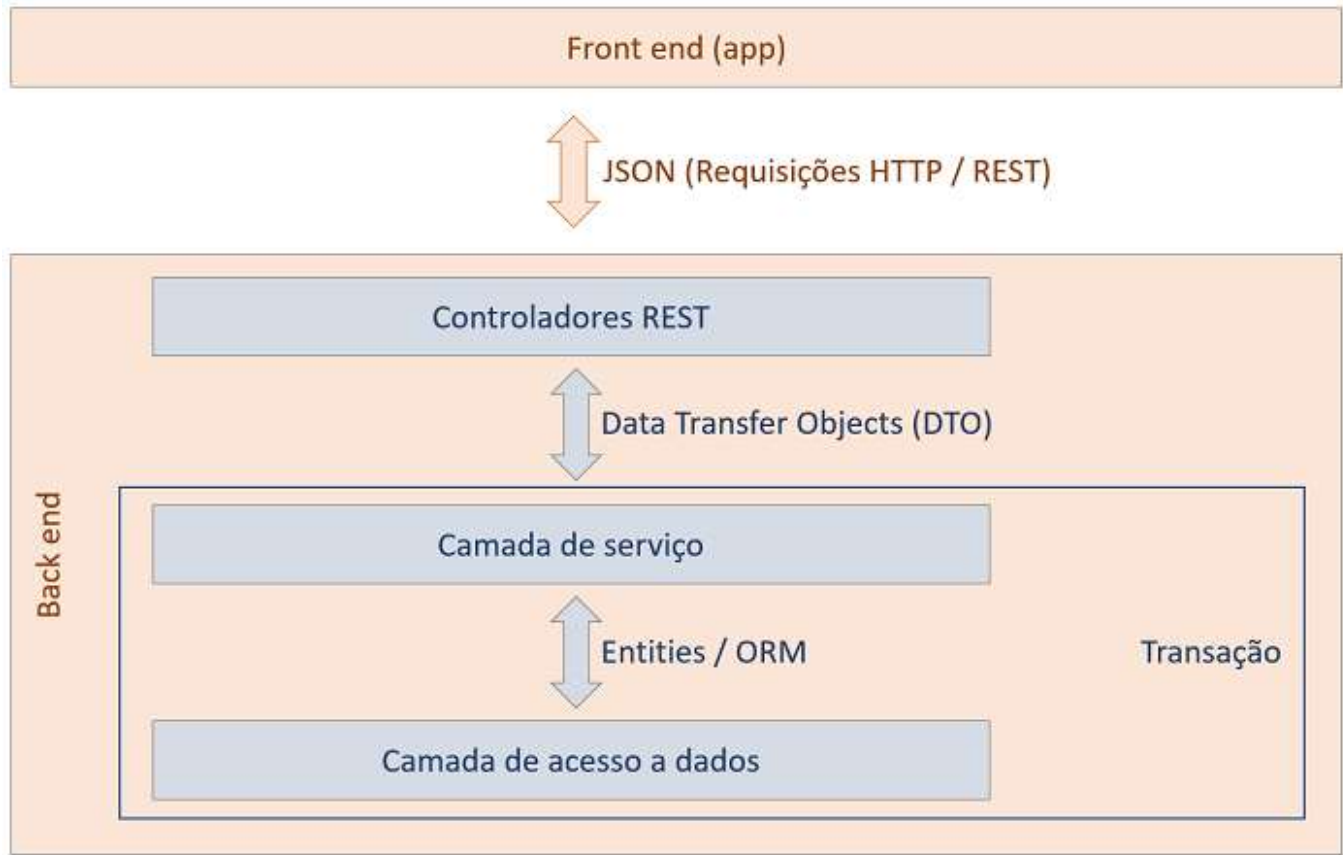 Front end (app)
JSON (Requisições HTTP / REST)
Controladores REST
Data Transfer Objects (DTO)
Back end
Camada de serviço
Entities / ORM
Transação
Camada de acesso a dados